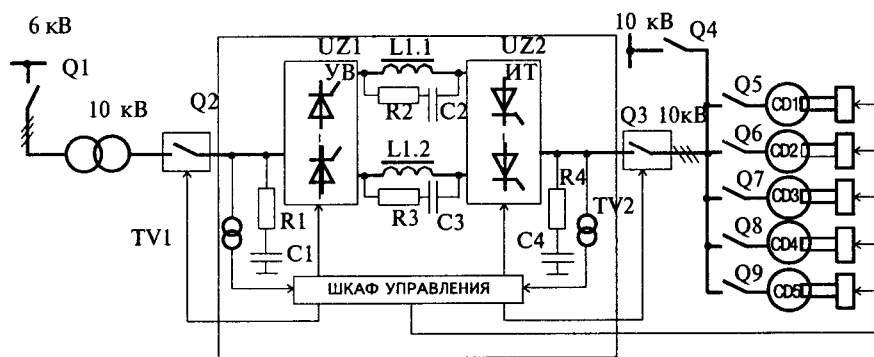 6 кВ
Q1
10 кВ
Q2
UZ1
УВ
L1.1
R2
C2
L1.2
R3
C3
UZ2
ИТ
Q3
10кВ
10 кВ
Q4
Q5
CD1
Q6
CD2
Q7
CD3
Q8
CD4
Q9
CD5
TV1
R1
C1
R4
C4
TV2
ШКАФ УПРАВЛЕНИЯ